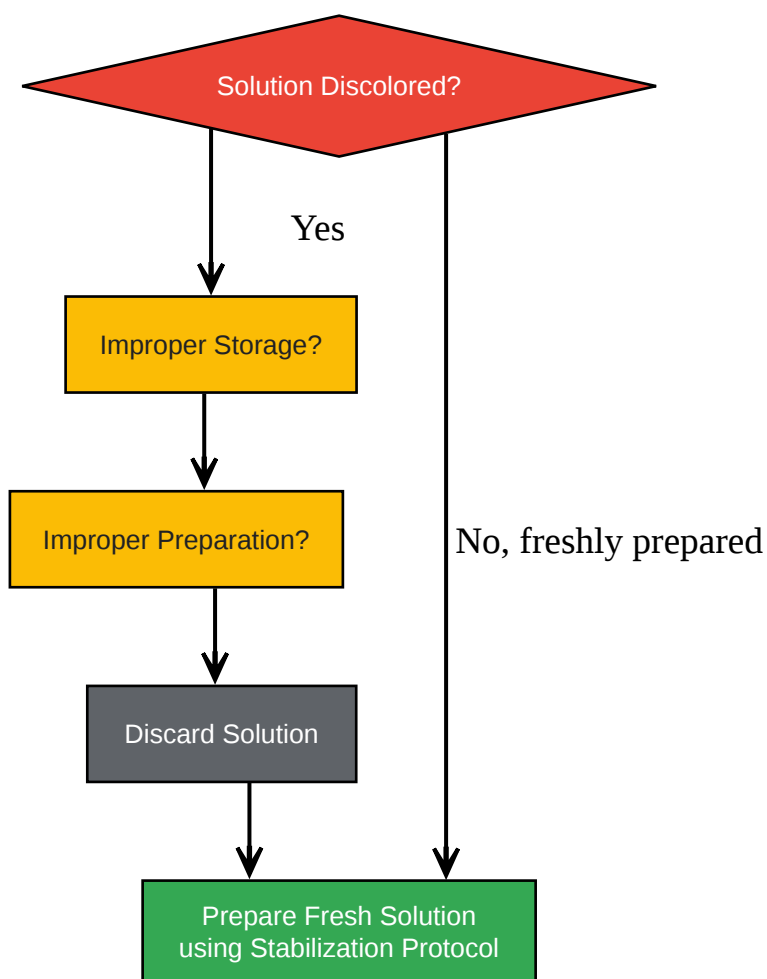 Solution Discolored?
Yes
Improper Storage?
Improper Preparation?
No, freshly prepared
Discard Solution
Prepare Fresh Solution
using Stabilization Protocol